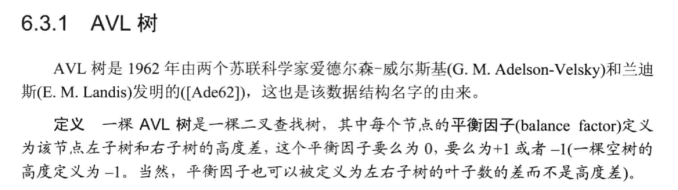 6.3.1 AVL 树
AVL 树是 1962 年由两个苏联科学家爱德尔森-威尔斯基(G. M. Adelson-Velsky)和兰迪
斯(E. M. Landis)发明的([Ade62])，这也是该数据结构名字的由来。
定义 一棵 AVL 树是一棵二叉查找树，其中每个节点的平衡因子(balance factor)定义
为该节点左子树和右子树的高度差，这个平衡因子要么为 0，要么为+1 或者 –1(一棵空树的
高度定义为 –1。当然，平衡因子也可以被定义为左右子树的叶子数的差而不是高度差)。